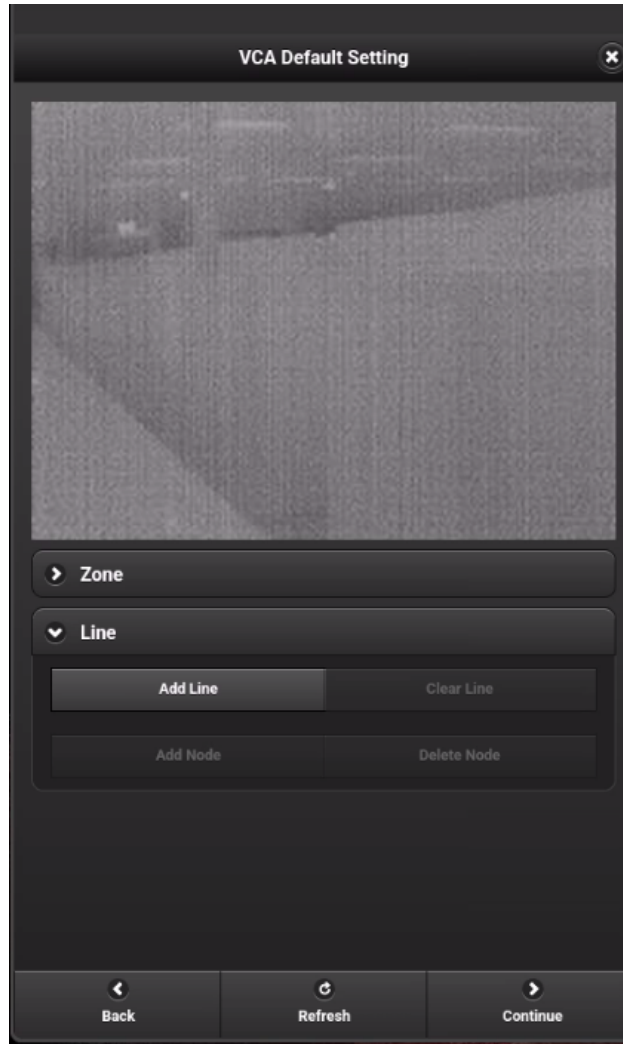 VCA Default Setting
Zone
Line
Add Line
Clear Line
Add Node
Delete Node
Back
Refresh
Continue